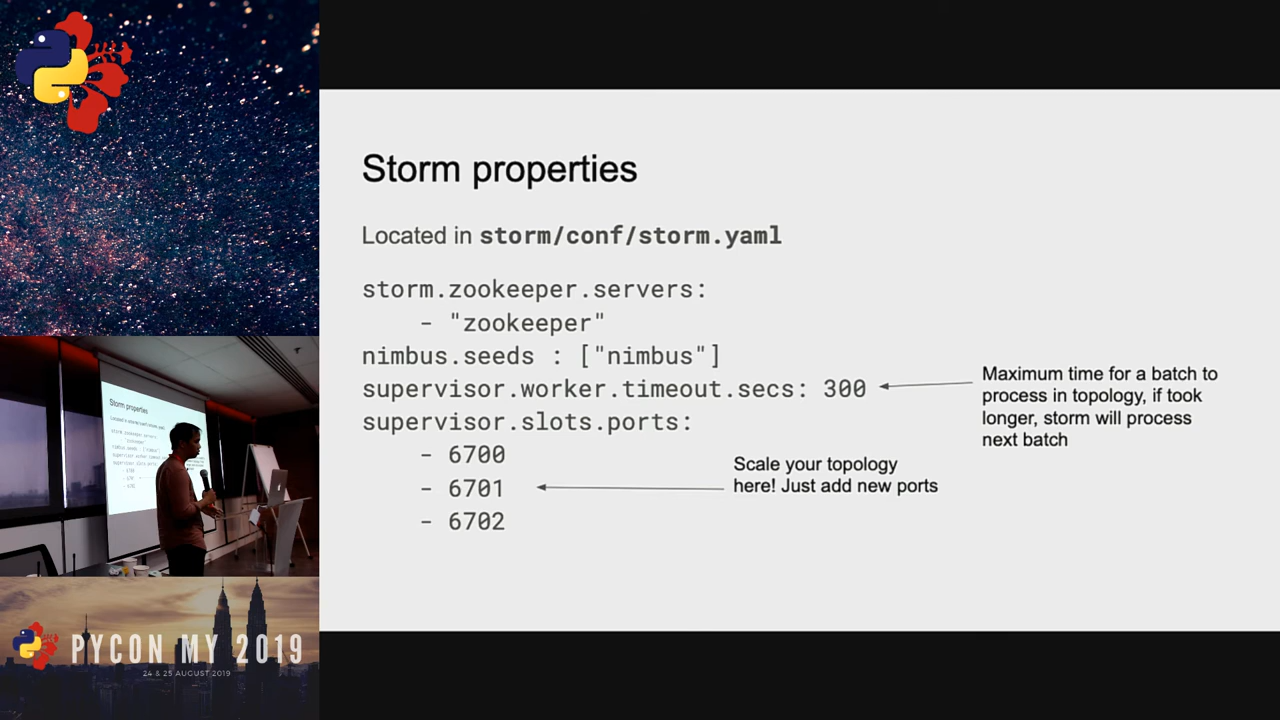 Storm properties
Located in storm/conf/storm.yaml
storm.zookeeper.servers:
- "zookeeper"
nimbus.seeds : ["nimbus"]
supervisor.worker.timeout.secs: 300
supervisor.slots.ports:
- 6700
- 6701
- 6702
Maximum time for a batch to
process in topology, if took
longer, storm will process
next batch
Scale your topology
here! Just add new ports
Storm properties
PYCON MY 2019
24 & 25 AUGUST 2019